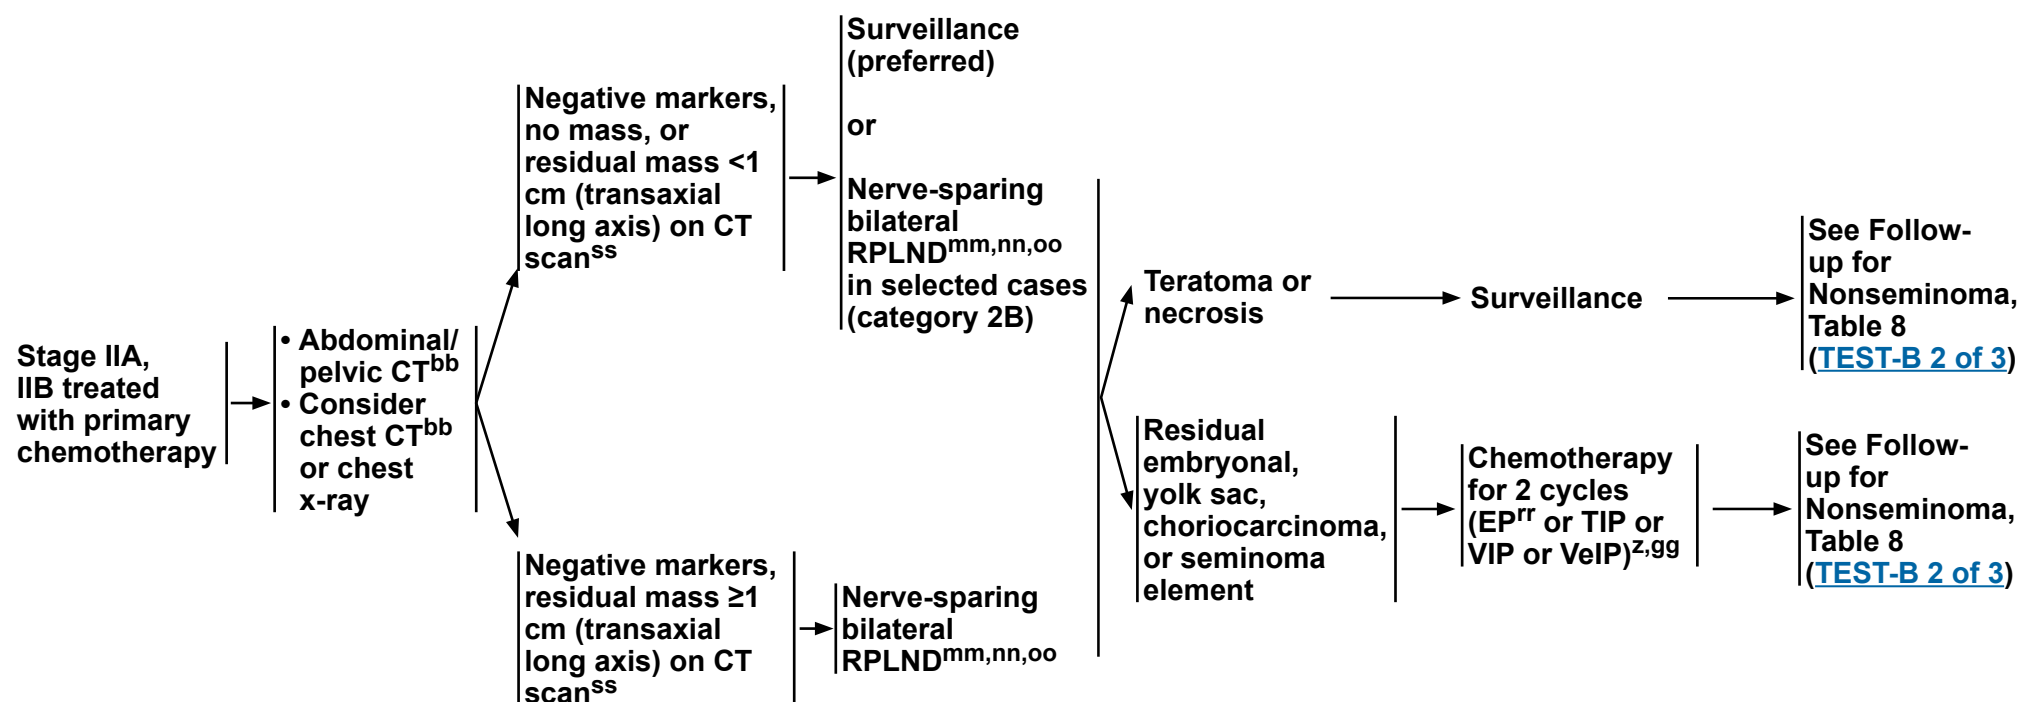 Stage IIA,
IIB treated
with primary
chemotherapy
• Abdominal/
pelvic CTbb
• Consider
chest CTbb
or chest
x-ray
Negative markers,
no mass, or
residual mass <1
cm (transaxial
long axis) on CT
scanss
Surveillance
(preferred)
or
Nerve-sparing
bilateral
RPLNDmm,nn,oo
in selected cases
(category 2B)
Negative markers,
residual mass ≥1
cm (transaxial
long axis) on CT
scanss
Nerve-sparing
bilateral
RPLNDmm,nn,oo
Teratoma or
necrosis
Surveillance
See Follow-
up for
Nonseminoma,
Table 8
(TEST-B 2 of 3)
Residual
embryonal,
yolk sac,
choriocarcinoma,
or seminoma
element
Chemotherapy
for 2 cycles
(EPrr or TIP or
VIP or VeIP)z,gg
See Follow-
up for
Nonseminoma,
Table 8
(TEST-B 2 of 3)